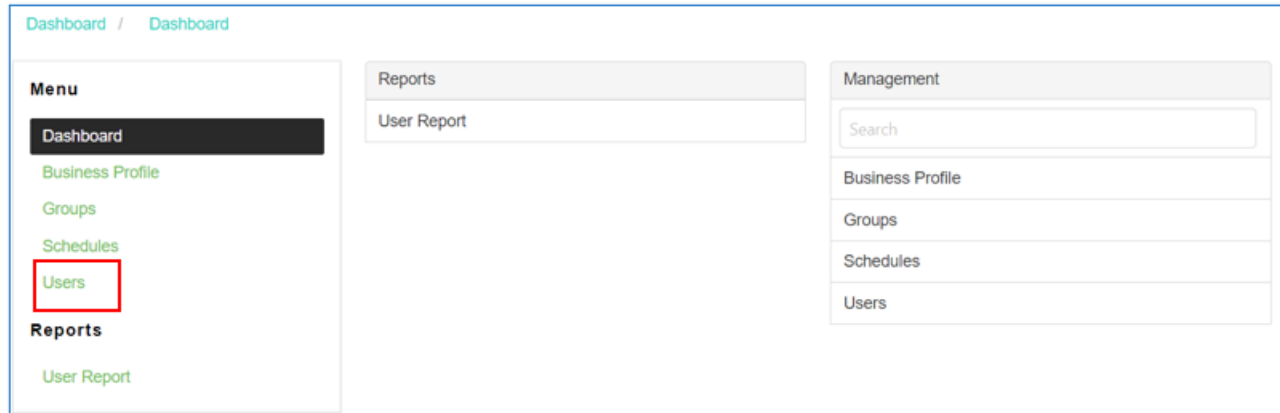 Dashboard / Dashboard
Menu
Dashboard
Business Profile
Groups
Schedules
Users
Reports
User Report
Reports
User Report
Management
Search
Business Profile
Groups
Schedules
Users